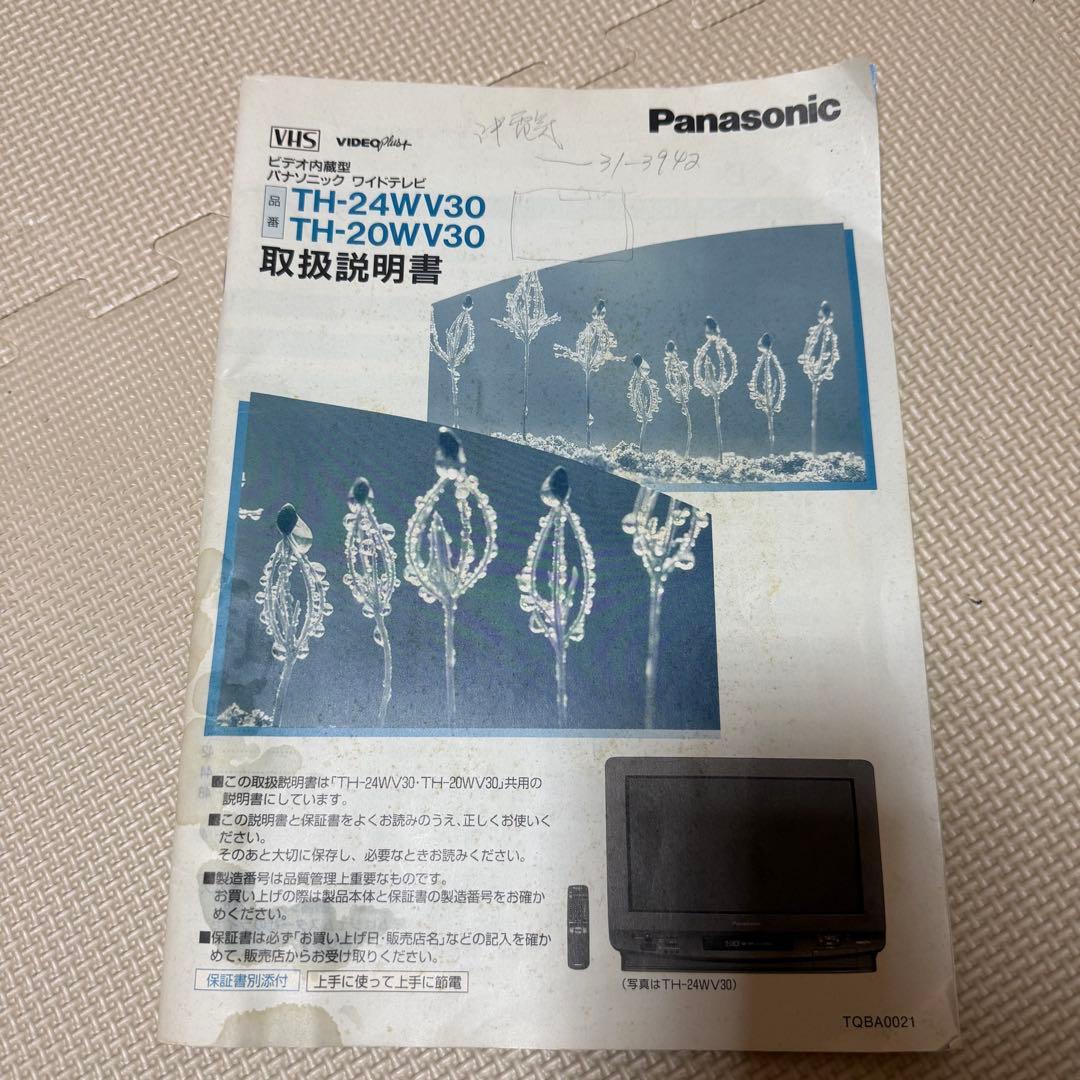 Panasonic
VHS VIDEO Plus+
電気
31-3942
ビデオ内蔵型
パナソニック ワイドテレビ
品番
TH-24WV30
TH-20WV30
取扱説明書
■この取扱説明書は「TH-24WV30・TH-20WV30」共用の
説明書にしています。
■この説明書と保証書をよくお読みのうえ、正しくお使いく
ださい。
そのあと大切に保存し、必要なときお読みください。
■製造番号は品質管理上重要なものです。
お買い上げの際は製品本体と保証書の製造番号をお確か
めください。
■保証書は必ず「お買い上げ日・販売店名」などの記入を確か
めて、販売店からお受け取りください。
保証書別添付 上手に使って上手に節電
Panasonic
(写真はTH-24WV30)
TQBA0021